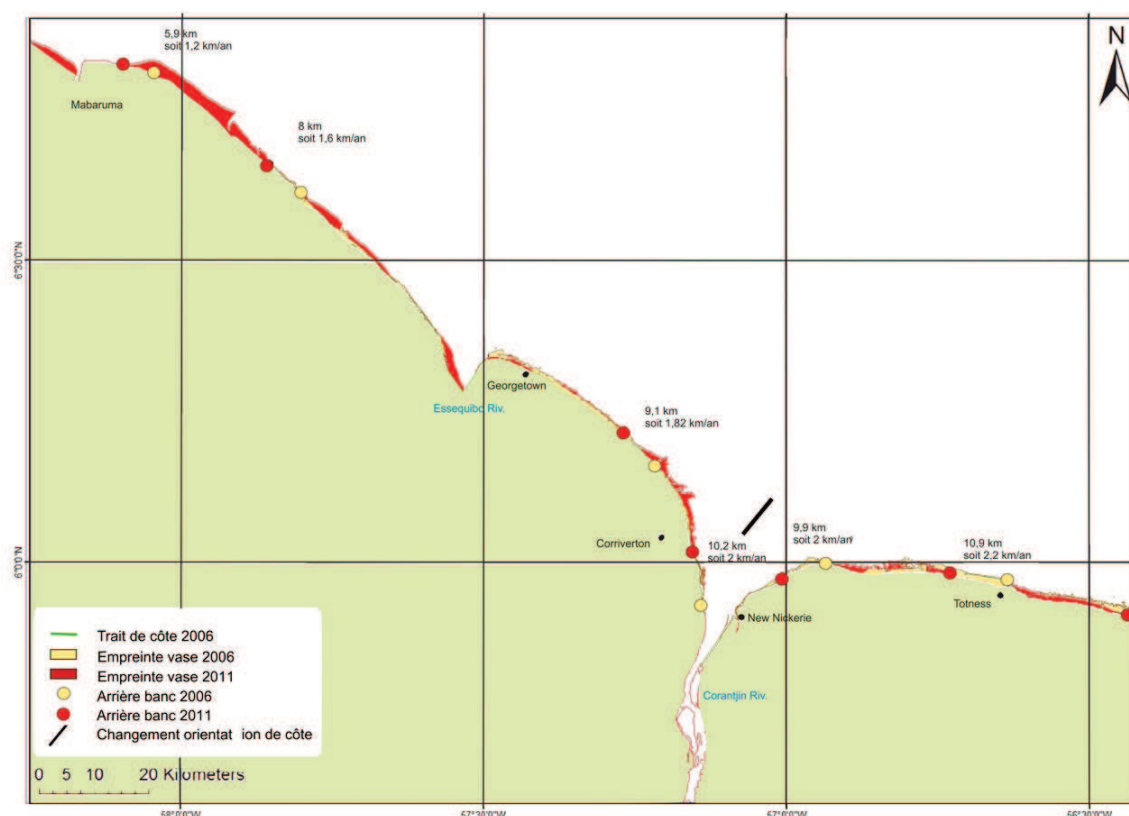 5,9 km
soit 1,2 km/an
N
Mabaruma
8 km
soit 1,6 km/an
6°30'0"N
Georgetown
Essequibo Riv.
9,1 km
soit 1,82 km/an
Corriverton
10,2 km
soit 2 km/an
9,9 km
soit 2 km/an
10,9 km
soit 2,2 km/an
6°0'0"N
Totness
New Nickerie
Corantjin Riv.
Trait de côte 2006
Empreinte vase 2006
Empreinte vase 2011
Arrière banc 2006
Arrière banc 2011
Changement orientat ion de côte
0 5 10 20 Kilometers
58°0'0"W
57°30'0"W
57°0'0"W
56°30'0"W